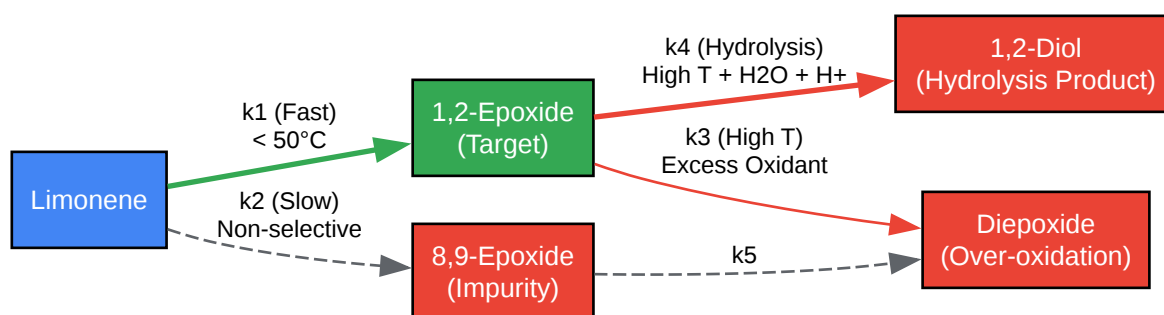 Limonene
k1 (Fast)
< 50°C
k2 (Slow)
Non-selective
1,2-Epoxide
(Target)
8,9-Epoxide
(Impurity)
k4 (Hydrolysis)
High T + H2O + H+
k3 (High T)
Excess Oxidant
k5
1,2-Diol
(Hydrolysis Product)
Diepoxide
(Over-oxidation)